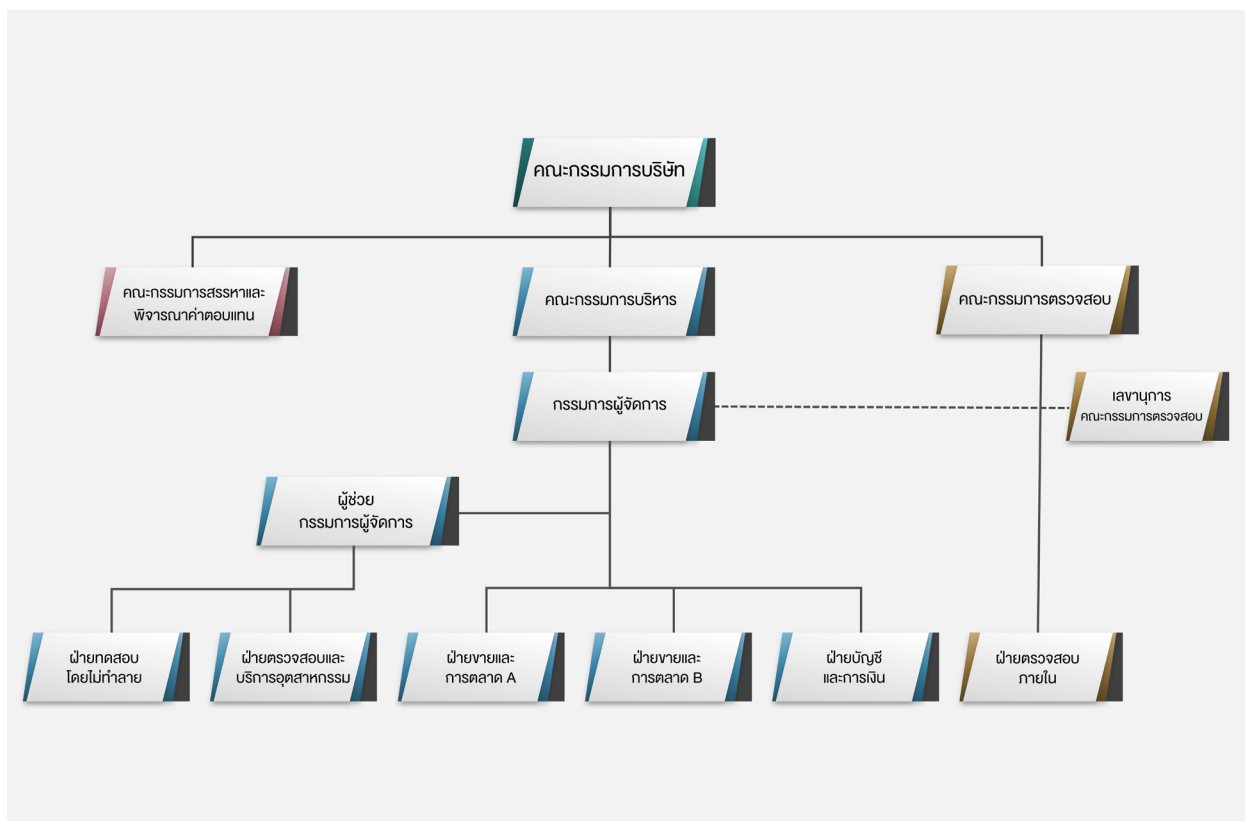 คณะกรรมการบริษัท
คณะกรรมการสรรหาและ
พิจารณาค่าตอบแทน
คณะกรรมการบริหาร
คณะกรรมการตรวจสอบ
กรรมการผู้จัดการ
เลขานุการ
คณะกรรมการตรวจสอบ
ผู้ช่วย
กรรมการผู้จัดการ
ฝ่ายทดสอบ
โดยไม่ทำลาย
ฝ่ายตรวจสอบและ
บริการอุตสาหกรรม
ฝ่ายขายและ
การตลาด A
ฝ่ายขายและ
การตลาด B
ฝ่ายบัญชี
และการเงิน
ฝ่ายตรวจสอบ
ภายใน